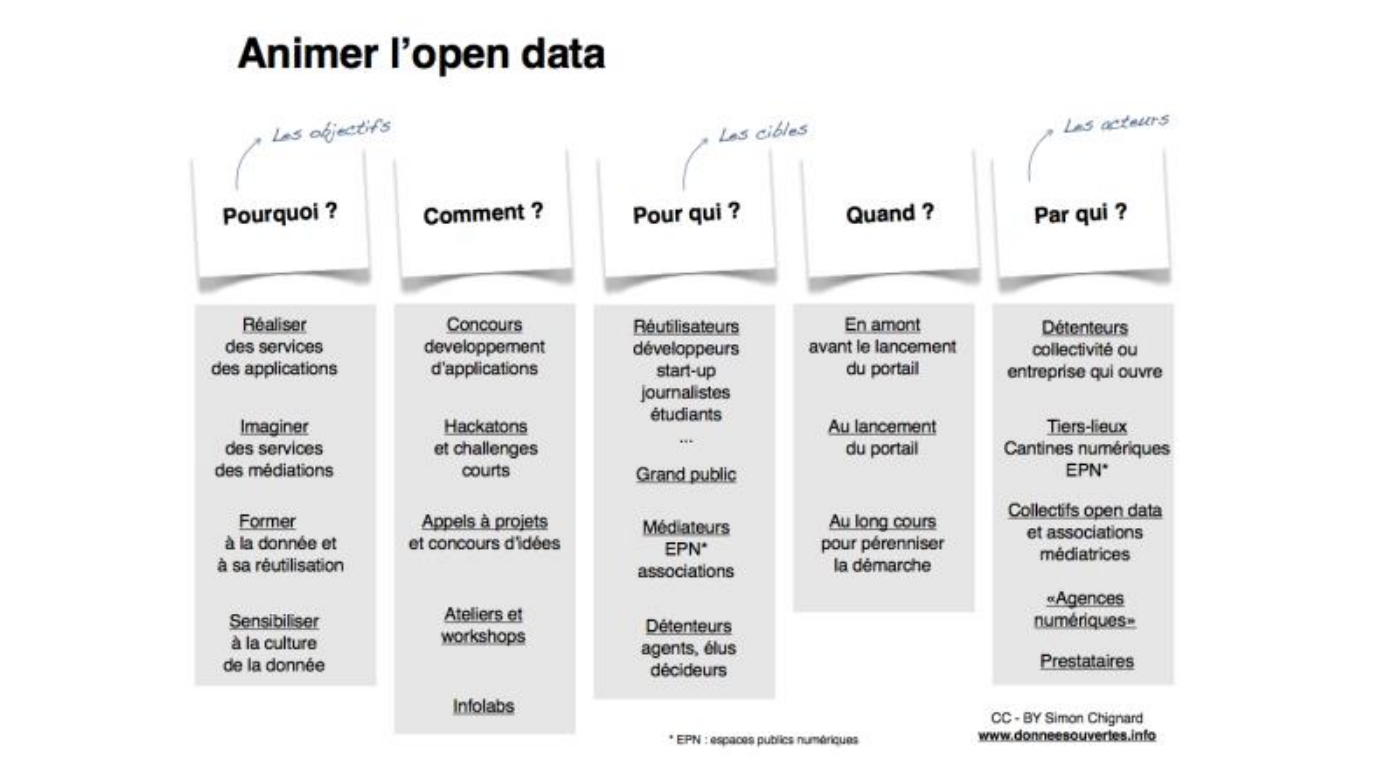 Animer l'open data
Les objectifs
Les cibles
Les acteurs
Pourquoi ?
Comment ?
Pour qui ?
Quand ?
Par qui ?
Réaliser
des services
des applications
Imaginer
des services
des médiations
Former
à la donnée et
à sa réutilisation
Sensibiliser
à la culture
de la donnée
Concours
developpement
d'applications
Hackatons
et challenges
courts
Appels à projets
et concours d'idées
Ateliers et
workshops
Infolabs
Réutilisateurs
développeurs
start-up
journalistes
étudiants
...
Grand public
Médiateurs
EPN*
associations
Détenteurs
agents, élus
décideurs
En amont
avant le lancement
du portail
Au lancement
du portail
Au long cours
pour pérenniser
la démarche
Détenteurs
collectivité ou
entreprise qui ouvre
Tiers-lieux
Cantines numériques
EPN*
Collectifs open data
et associations
médiatrices
«Agences
numériques»
Prestataires
* EPN : espaces publics numériques
CC - BY Simon Chignard
www.donneesouvertes.info